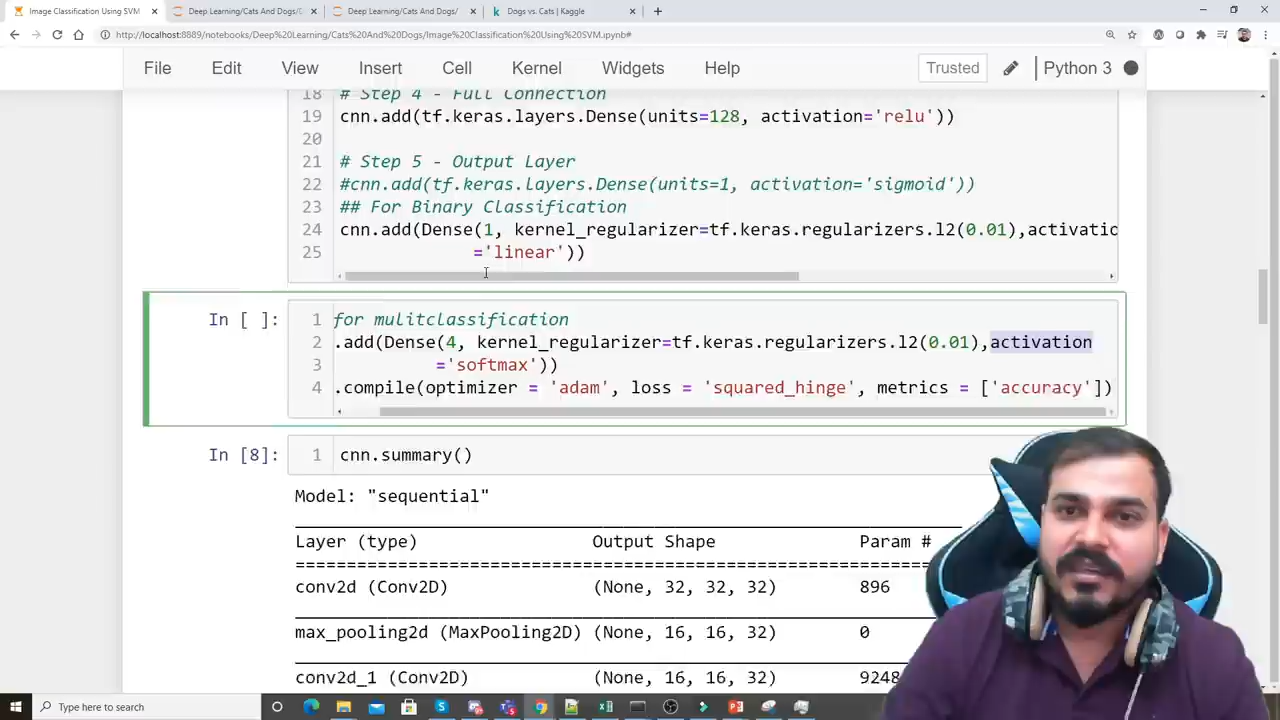 Image Classification Using SVM
Deep Learning/Cats And Dogs/
Deep Learning/Cats And Dogs/
Dogs vs. Cats | Kaggle
http://localhost:8889/notebooks/Deep%20Learning/Cats%20And%20Dogs/Image%20Classification%20Using%20SVM.ipynb#
File Edit View Insert Cell Kernel Widgets Help Trusted Python 3
18 # Step 4 - Full Connection
19 cnn.add(tf.keras.layers.Dense(units=128, activation='relu'))
20
21 # Step 5 - Output Layer
22 #cnn.add(tf.keras.layers.Dense(units=1, activation='sigmoid'))
23 ## For Binary Classification
24 cnn.add(Dense(1, kernel_regularizer=tf.keras.regularizers.l2(0.01),activatio
25 ='linear'))
In [ ]: 1 for mulitclassification
2 .add(Dense(4, kernel_regularizer=tf.keras.regularizers.l2(0.01),activation
3 ='softmax'))
4 .compile(optimizer = 'adam', loss = 'squared_hinge', metrics = ['accuracy'])
In [8]: 1 cnn.summary()
Model: "sequential"
Layer (type) Output Shape Param #
conv2d (Conv2D) (None, 32, 32, 32) 896
max_pooling2d (MaxPooling2D) (None, 16, 16, 32) 0
conv2d_1 (Conv2D) (None, 16, 16, 32) 9248
Type here to search